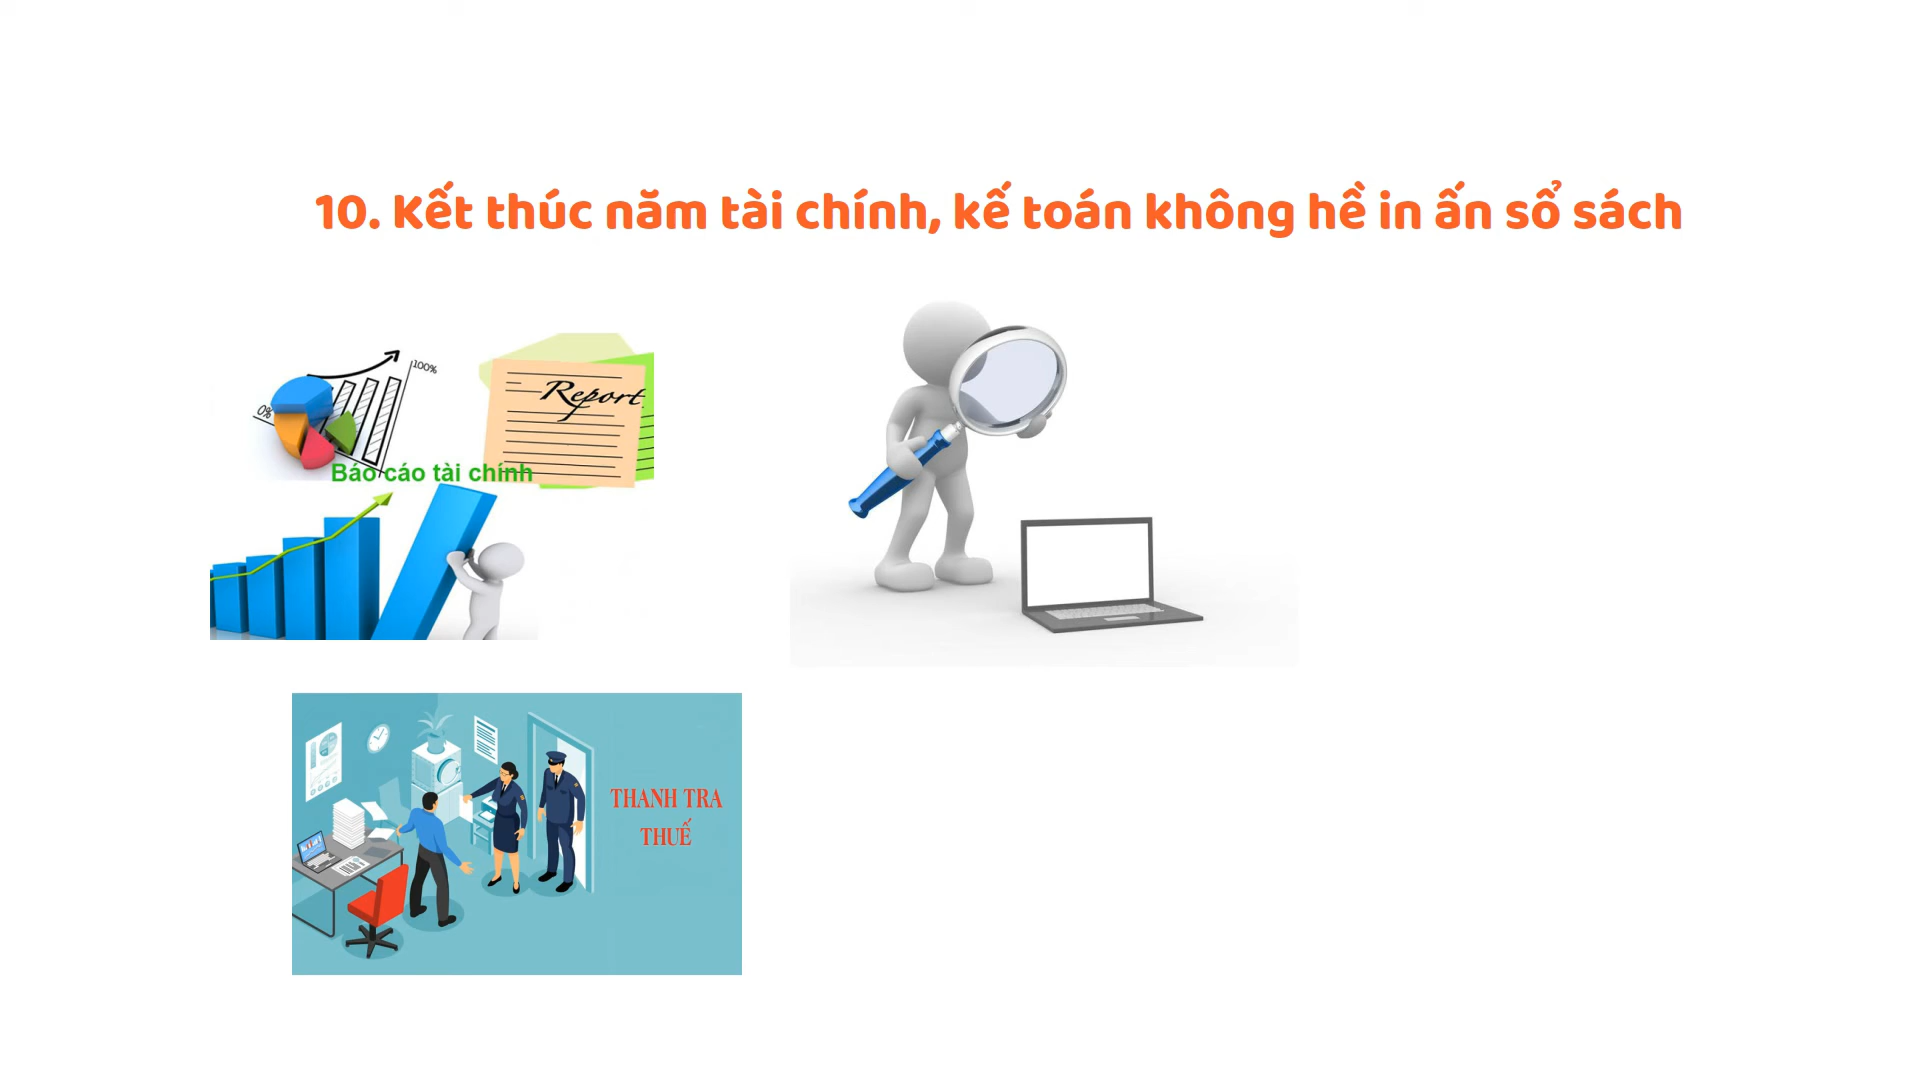 10. Kết thúc năm tài chính, kế toán không hề in ấn sổ sách
100%
0%
Report
Báo cáo tài chính
THANH TRA
THUẾ